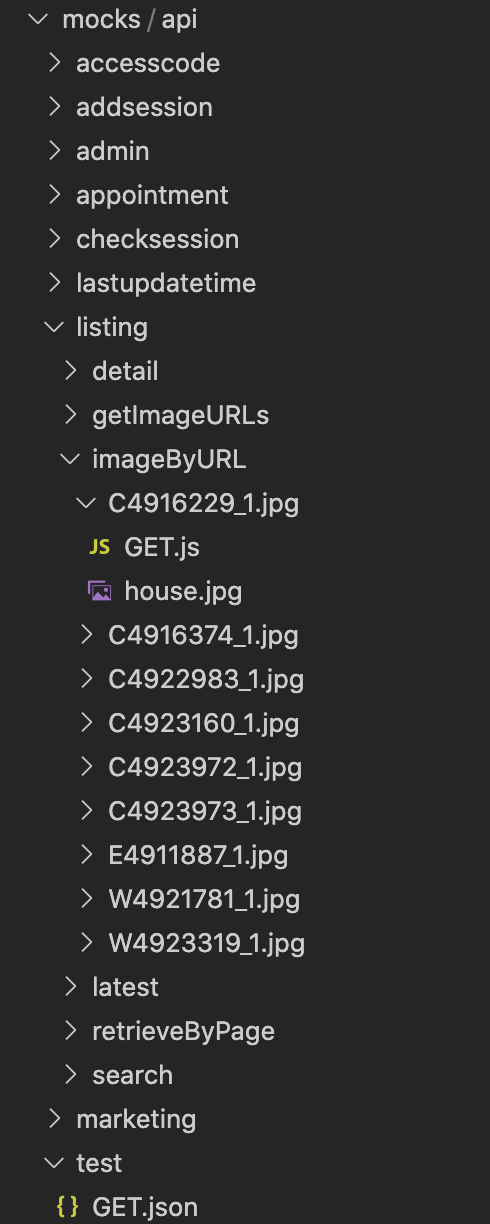 mocks / api
accesscode
addsession
admin
appointment
checksession
lastupdatetime
listing
detail
getImageURLs
imageByURL
C4916229_1.jpg
JS GET.js
house.jpg
C4916374_1.jpg
C4922983_1.jpg
C4923160_1.jpg
C4923972_1.jpg
C4923973_1.jpg
E4911887_1.jpg
W4921781_1.jpg
W4923319_1.jpg
latest
retrieveByPage
search
marketing
test
{} GET.json